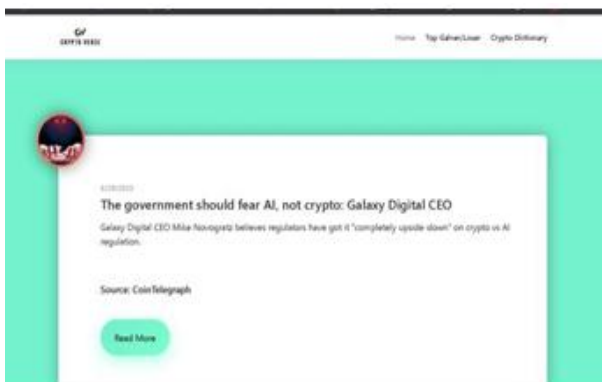 CRYPTO VERSE
Home Top Gainer/Loser Crypto Dictionary
The government should fear AI, not crypto: Galaxy Digital CEO
Galaxy Digital CEO Mike Novogratz believes regulators have got it "completely upside down" on crypto vs AI
regulation.
Source: CoinTelegraph
Read More